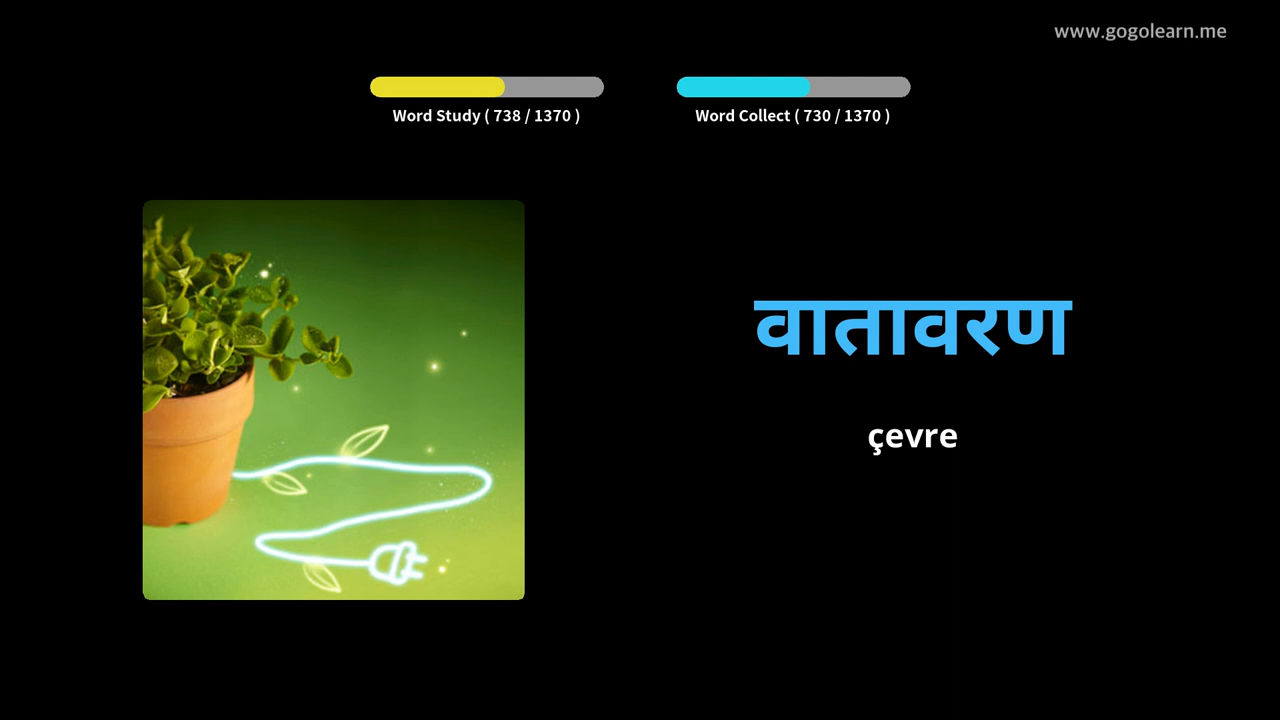 www.gogolearn.me
Word Study ( 738 / 1370 )
Word Collect ( 730 / 1370 )
वातावरण
çevre